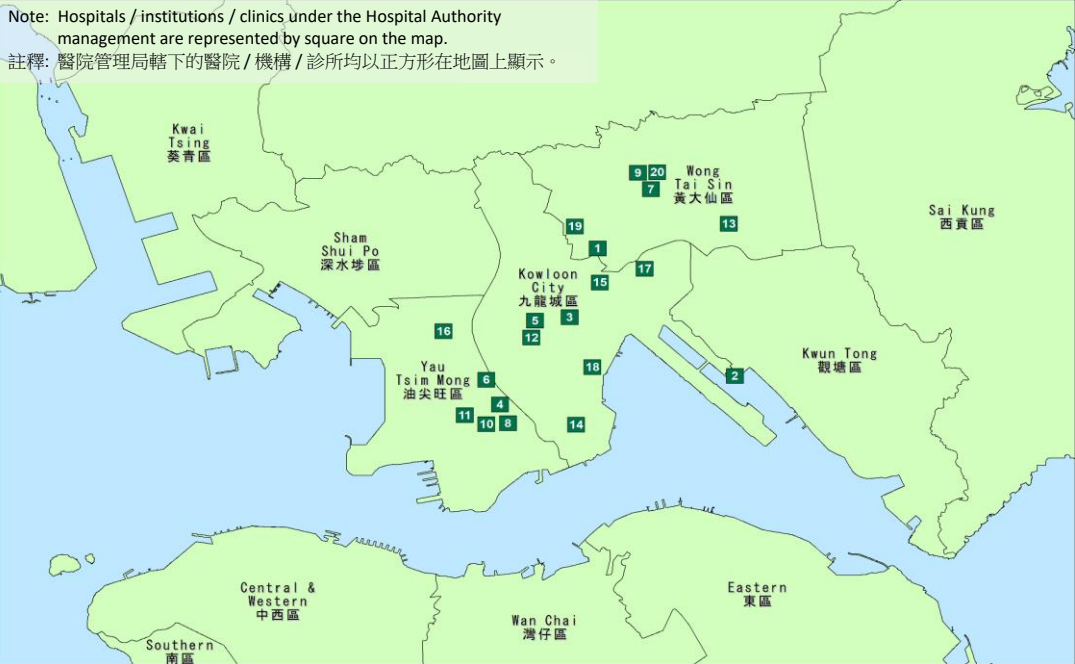 Note: Hospitals / institutions / clinics under the Hospital Authority
management are represented by square on the map.
註釋: 醫院管理局轄下的醫院 / 機構 / 診所均以正方形在地圖上顯示。
Kwai
Tsing
葵青區
9 20
7
Wong
Tai Sin
黃大仙區
13
Sai Kung
西貢區
Sham
Shui Po
深水埗區
19
1
17
Kowloon
City
九龍城區
15
5
3
12
16
Kwun Tong
觀塘區
Yau
Tsim Mong
油尖旺區
18
2
6
4
11
10
8
14
Central &
Western
中西區
Wan Chai
灣仔區
Eastern
東區
Southern
南區